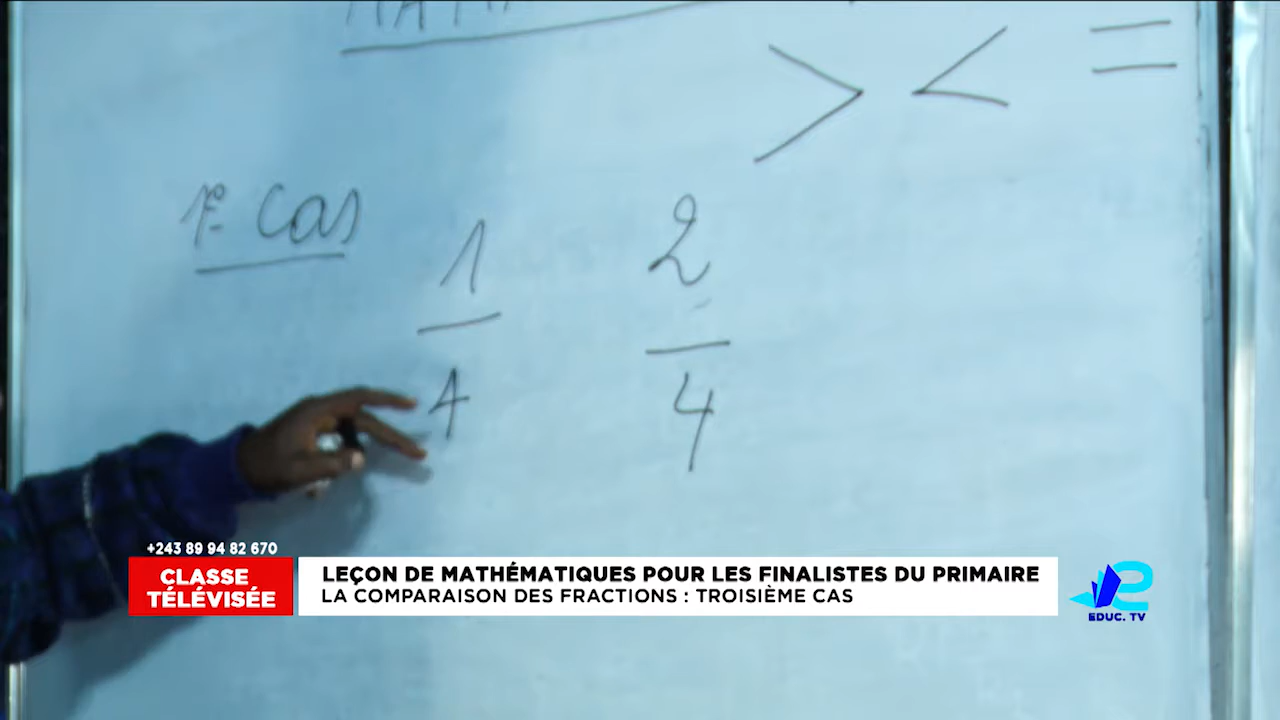 MATH
> < =
1e Cas
1 2
4 4
+243 89 94 82 670
CLASSE TÉLÉVISÉE
LEÇON DE MATHÉMATIQUES POUR LES FINALISTES DU PRIMAIRE
LA COMPARAISON DES FRACTIONS : TROISIÈME CAS
EDUC. TV